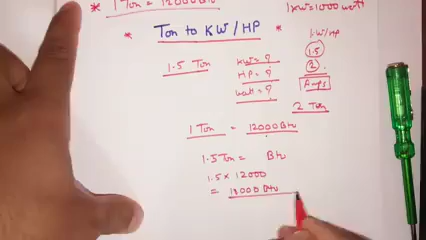 * 1 Ton = 12000 Btu
1 kw = 1000 watt
* Ton to KW/HP *
1.5 Ton
kW = ?
HP = ?
watt = ?
KW/HP
1.5
2
Amps
2 Ton
1 Ton = 12000 Btu
1.5 Ton = Btu
1.5 x 12000
= 18000 Btu